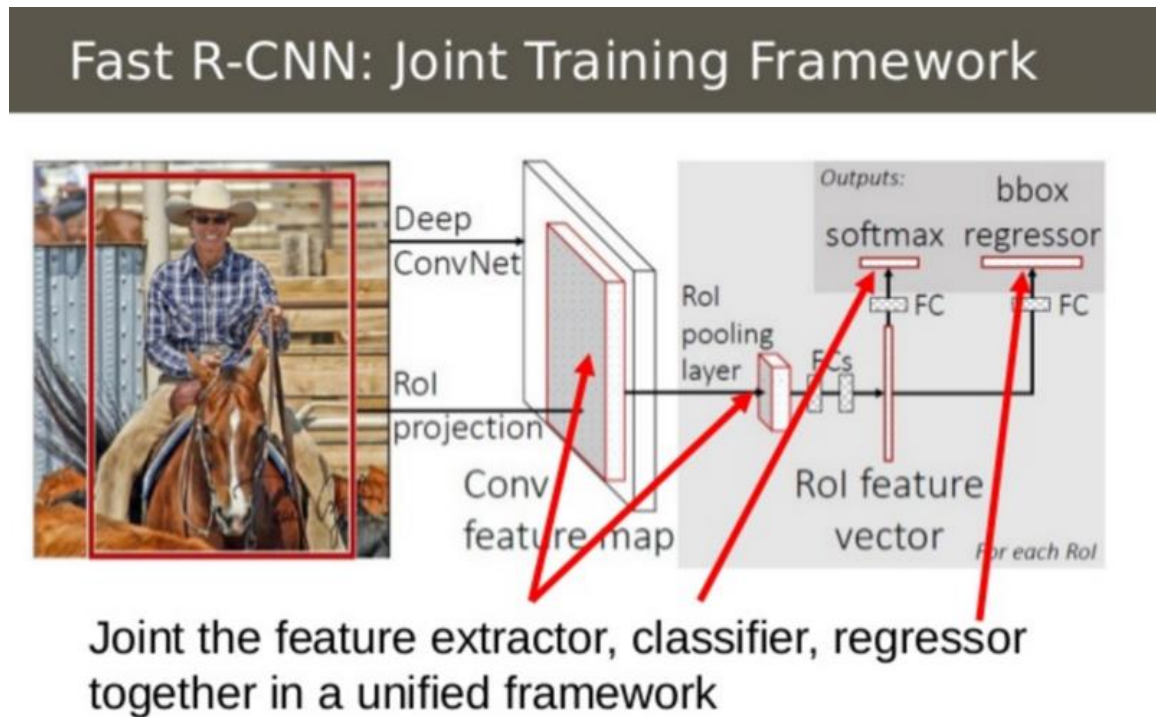 Fast R-CNN: Joint Training Framework
Deep
ConvNet
RoI
projection
Conv
feature map
RoI
pooling
layer
FCs
Outputs:
softmax
bbox
regressor
FC
FC
RoI feature
vector
For each RoI
Joint the feature extractor, classifier, regressor
together in a unified framework